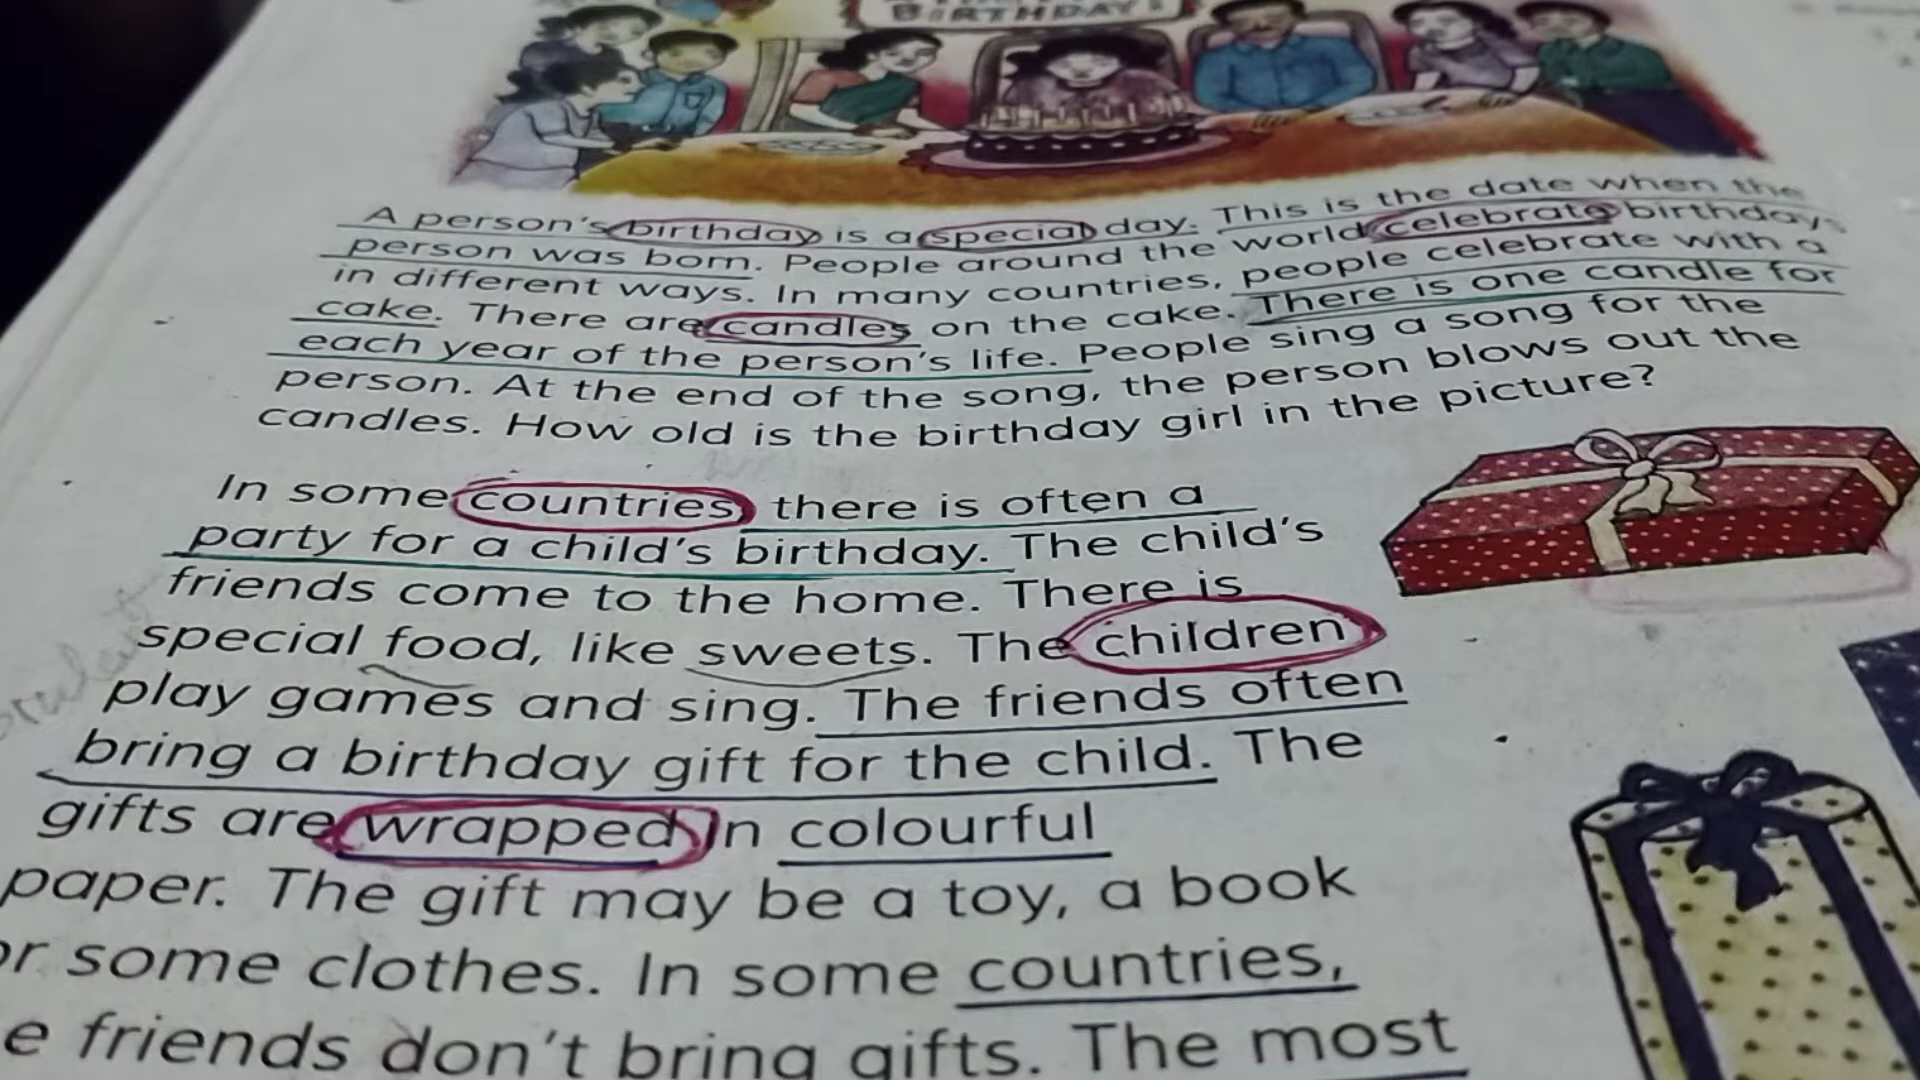 BIRTHDAY!
A person's birthday is a special day. This is the date when the
person was born. People around the world celebrate birthdays
in different ways. In many countries, people celebrate with a
cake. There are candles on the cake. There is one candle for
each year of the person's life. People sing a song for the
person. At the end of the song, the person blows out the
candles. How old is the birthday girl in the picture?
In some countries there is often a
party for a child's birthday. The child's
friends come to the home. There is
special food, like sweets. The children
play games and sing. The friends often
bring a birthday gift for the child. The
gifts are wrapped in colourful
paper. The gift may be a toy, a book
or some clothes. In some countries,
friends don't bring gifts. The most